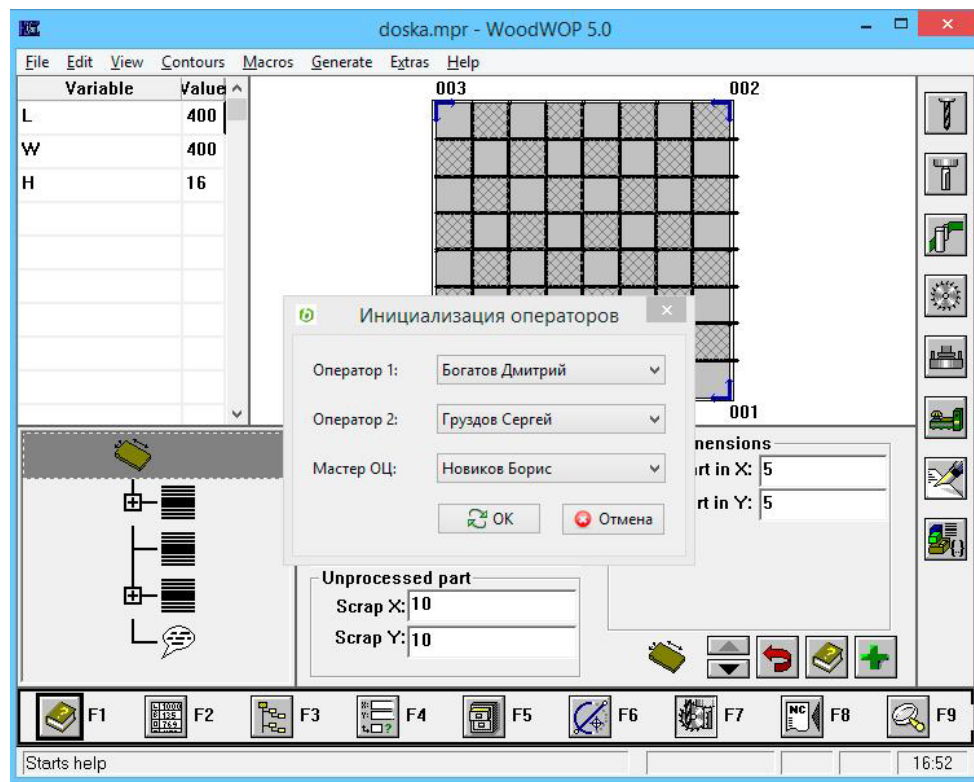 doska.mpr - WoodWOP 5.0
File Edit View Contours Macros Generate Extras Help
Variable Value
L 400
W 400
H 16
003 002
001
Инициализация операторов
Оператор 1: Богатов Дмитрий
Оператор 2: Груздов Сергей
Мастер ОЦ: Новиков Борис
OK Отмена
rt in X: 5
rt in Y: 5
Unprocessed part
Scrap X: 10
Scrap Y: 10
F1 F2 F3 F4 F5 F6 F7 NC F8 F9
Starts help 16:52